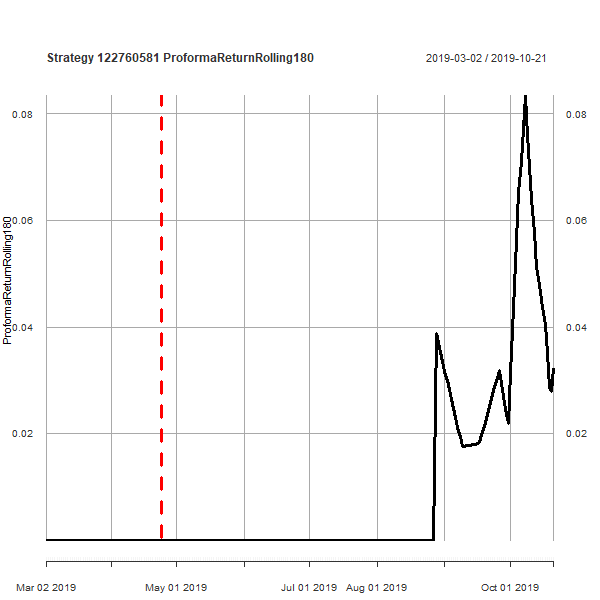 Strategy 122760581 ProformaReturnRolling180
2019-03-02 / 2019-10-21
0.08
0.08
0.06
0.06
0.04
0.04
0.02
0.02
ProformaReturnRolling180
Mar 02 2019
May 01 2019
Jul 01 2019
Aug 01 2019
Oct 01 2019